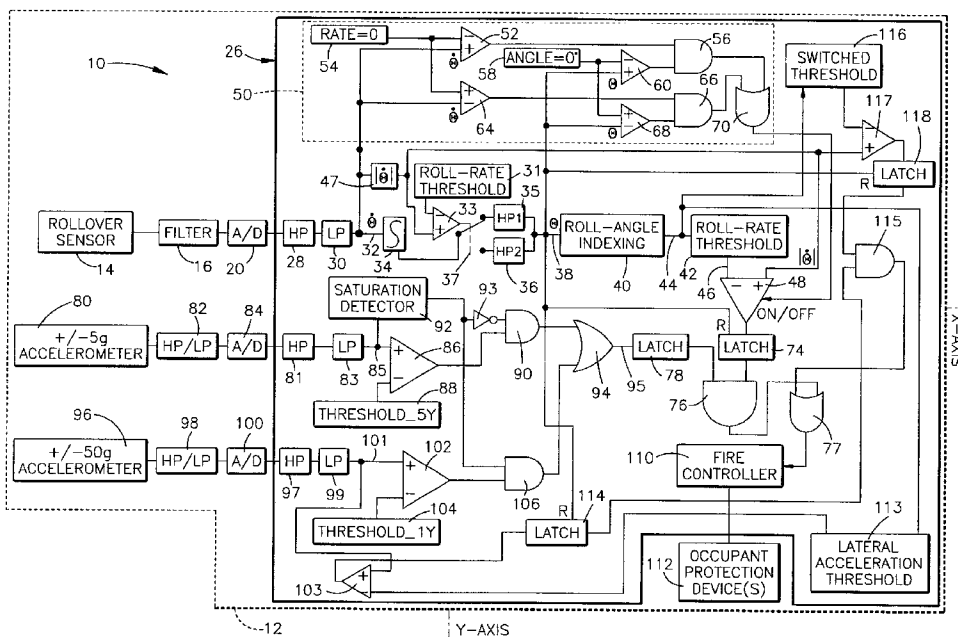 10
26
RATE=0
54
50
52
Θ̇
58
ANGLE=0°
56
60
Θ
66
64
Θ̇
68
Θ
70
116
SWITCHED
THRESHOLD
117
118
LATCH
R
47
|Θ̇|
ROLL-RATE
THRESHOLD
31
33
35
HP1
HP2
36
37
ROLLOVER
SENSOR
14
FILTER
16
A/D
20
HP
28
LP
30
Θ̇
32
∫
34
Θ
38
ROLL-ANGLE
INDEXING
40
44
ROLL-RATE
THRESHOLD
42
46
|Θ̇|
48
ON/OFF
115
R
LATCH
74
SATURATION
DETECTOR
92
93
80
+/-5g
ACCELEROMETER
82
HP/LP
84
A/D
HP
81
LP
83
85
86
88
THRESHOLD_5Y
90
94
95
LATCH
78
76
77
96
+/-50g
ACCELEROMETER
98
HP/LP
100
A/D
HP
97
LP
99
101
102
104
THRESHOLD_1Y
106
110
FIRE
CONTROLLER
R
114
LATCH
113
LATERAL
ACCELERATION
THRESHOLD
103
112
OCCUPANT
PROTECTION
DEVICE(S)
12
Y-AXIS
X-AXIS